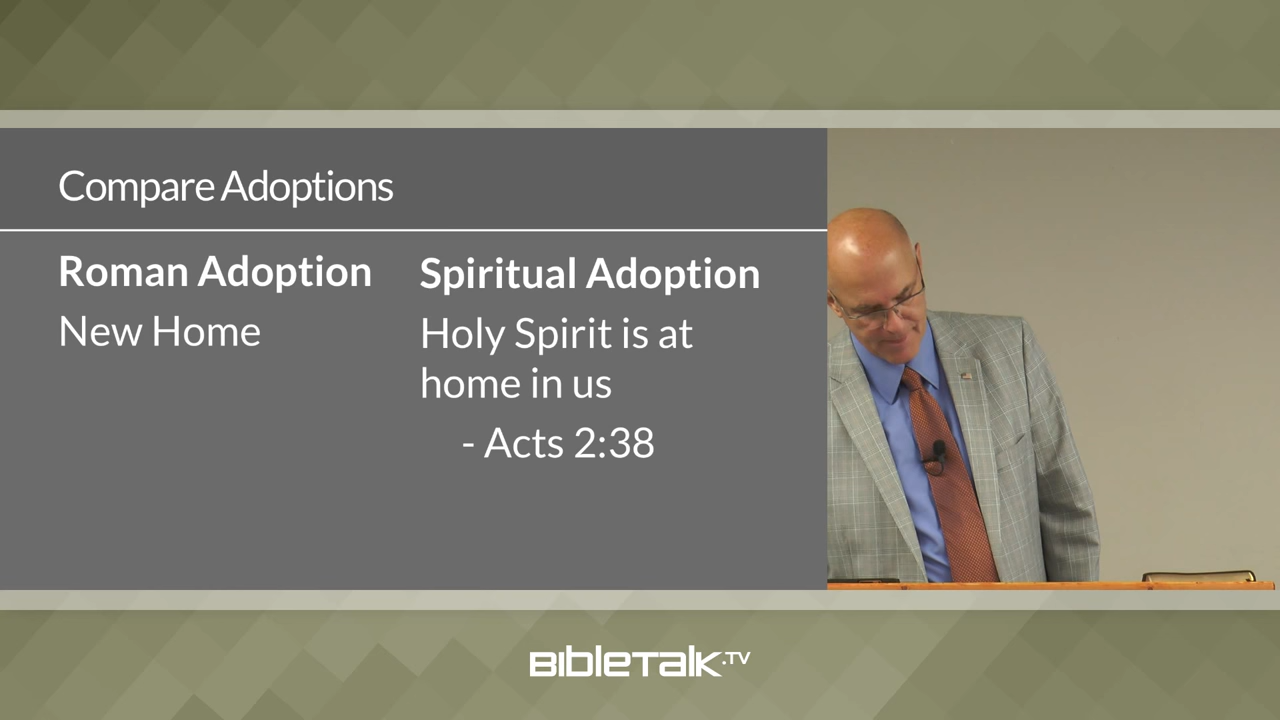 Compare Adoptions
Roman Adoption
New Home
Spiritual Adoption
Holy Spirit is at
home in us
- Acts 2:38
BibleTalk.TV